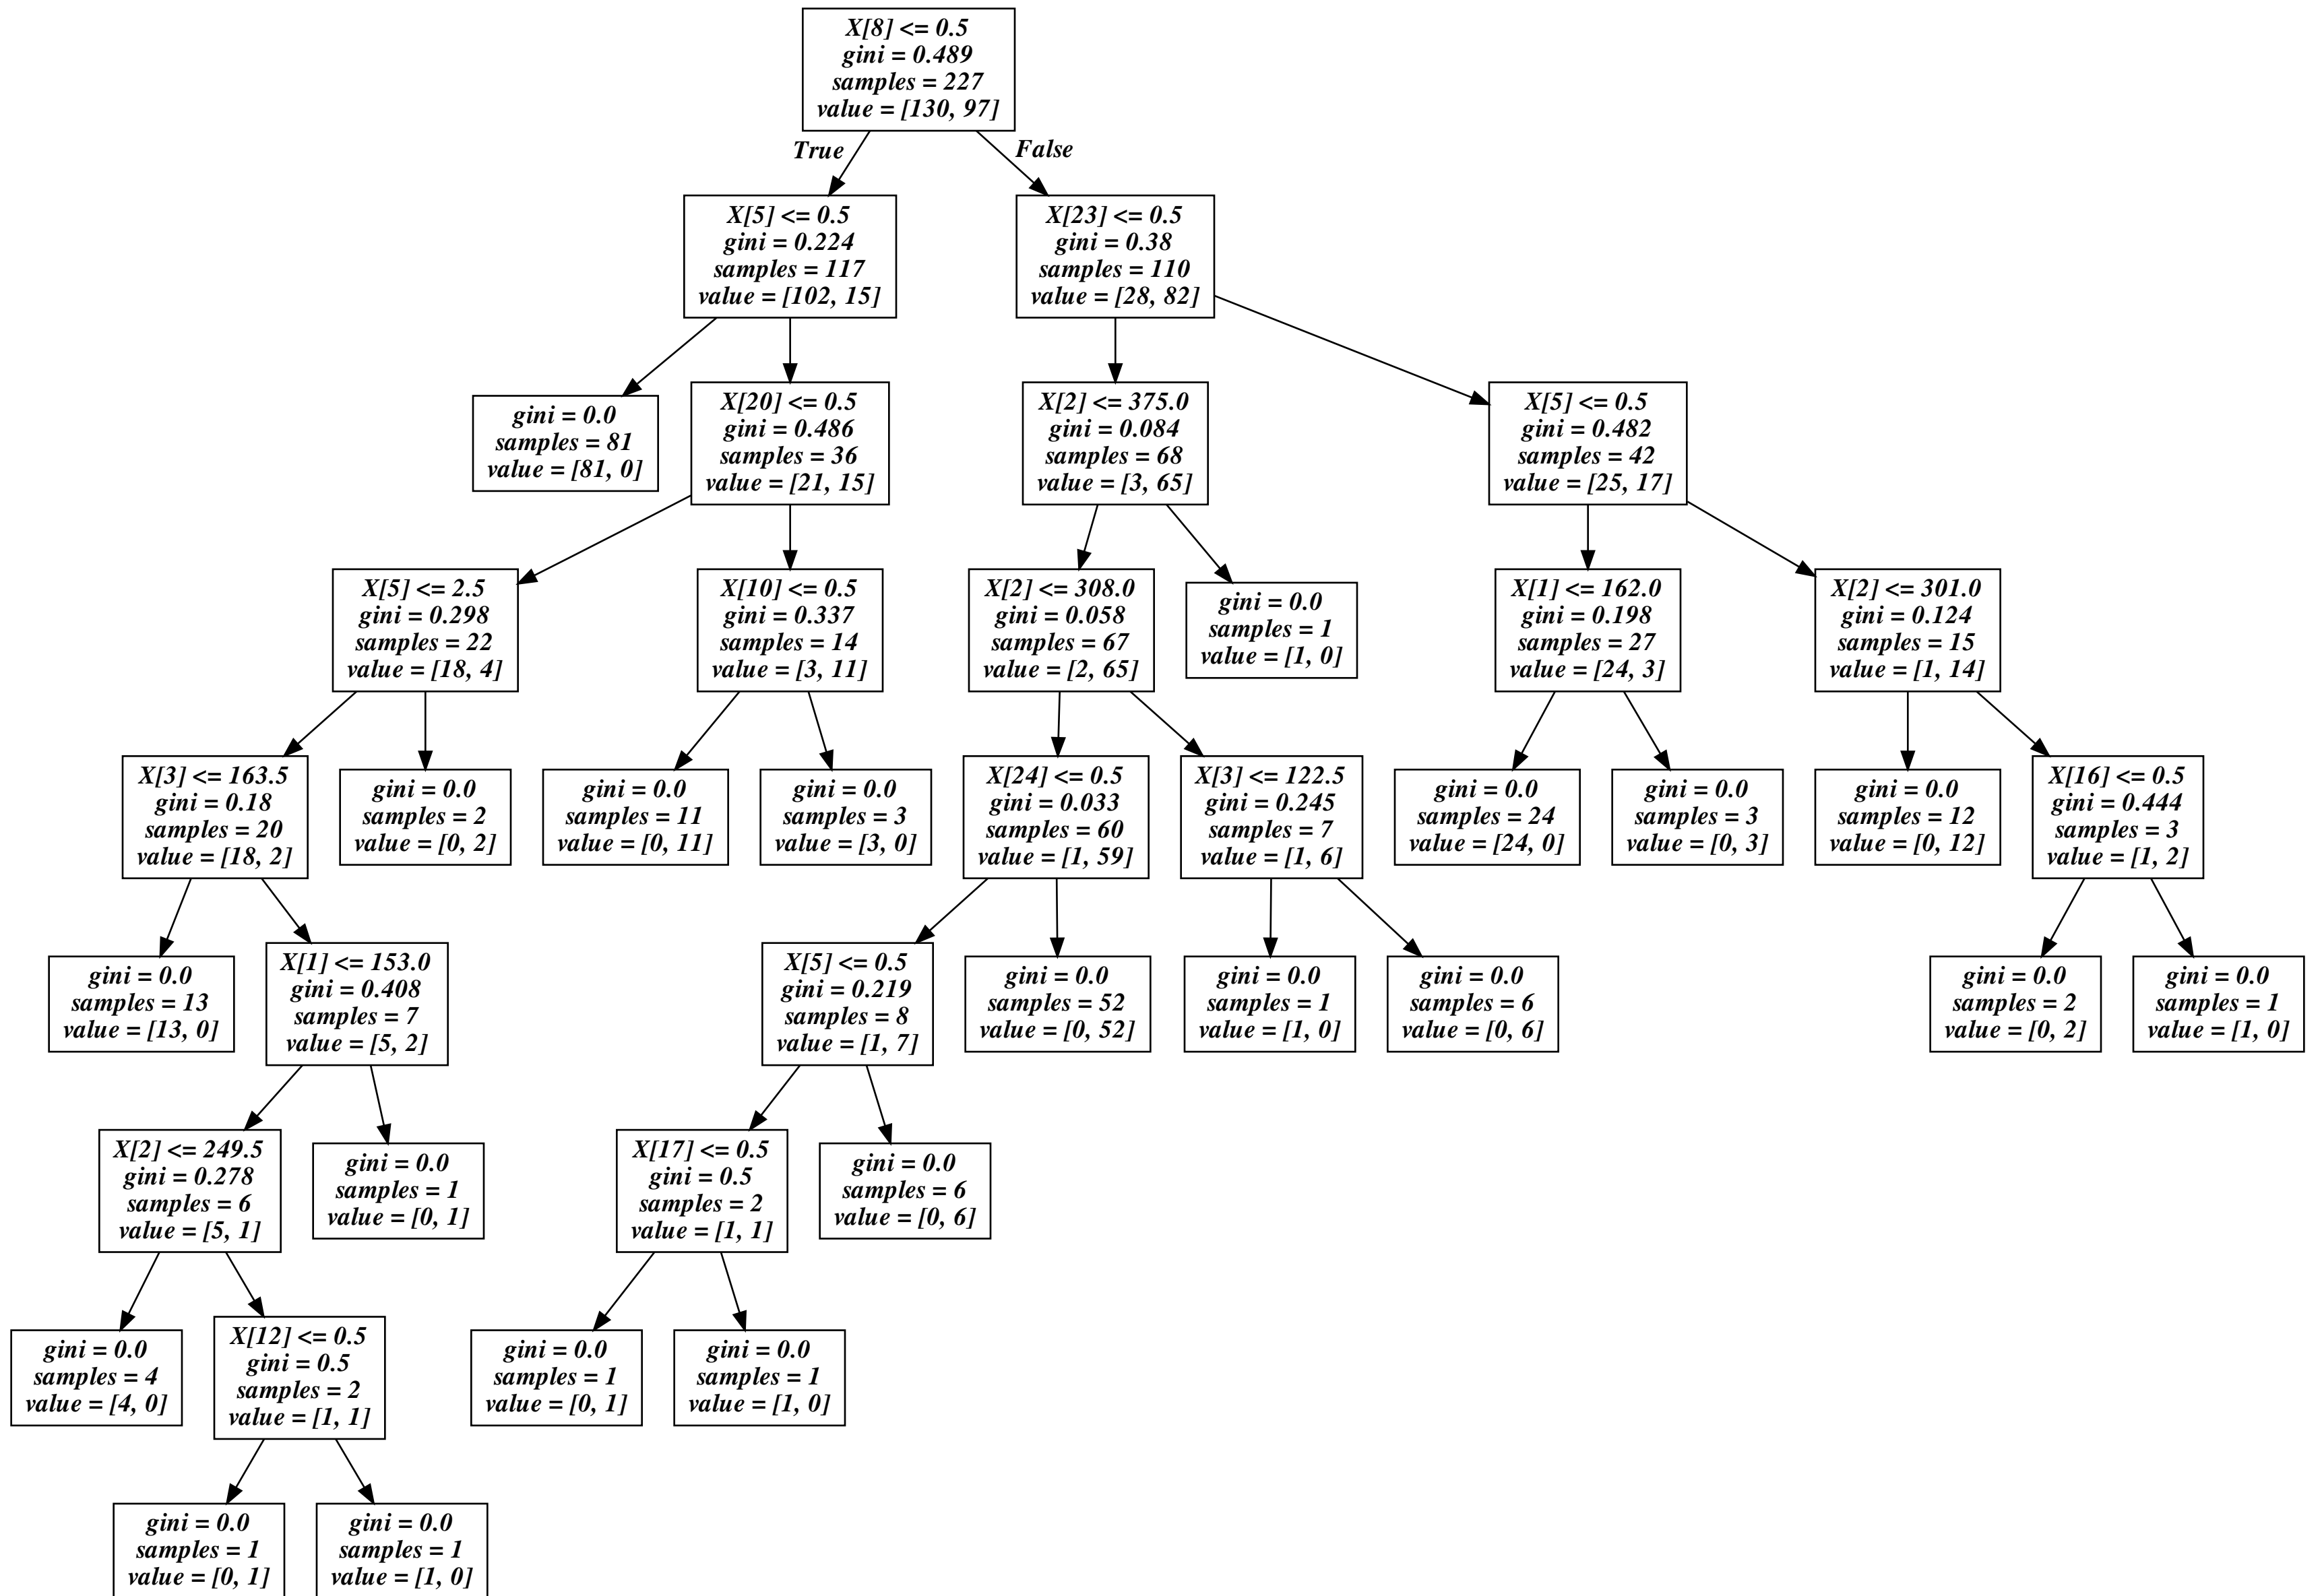 X[8] <= 0.5
gini = 0.489
samples = 227
value = [130, 97]
True
False
X[5] <= 0.5
gini = 0.224
samples = 117
value = [102, 15]
X[23] <= 0.5
gini = 0.38
samples = 110
value = [28, 82]
gini = 0.0
samples = 81
value = [81, 0]
X[20] <= 0.5
gini = 0.486
samples = 36
value = [21, 15]
X[2] <= 375.0
gini = 0.084
samples = 68
value = [3, 65]
X[5] <= 0.5
gini = 0.482
samples = 42
value = [25, 17]
X[5] <= 2.5
gini = 0.298
samples = 22
value = [18, 4]
X[10] <= 0.5
gini = 0.337
samples = 14
value = [3, 11]
X[2] <= 308.0
gini = 0.058
samples = 67
value = [2, 65]
gini = 0.0
samples = 1
value = [1, 0]
X[1] <= 162.0
gini = 0.198
samples = 27
value = [24, 3]
X[2] <= 301.0
gini = 0.124
samples = 15
value = [1, 14]
X[3] <= 163.5
gini = 0.18
samples = 20
value = [18, 2]
gini = 0.0
samples = 2
value = [0, 2]
gini = 0.0
samples = 11
value = [0, 11]
gini = 0.0
samples = 3
value = [3, 0]
X[24] <= 0.5
gini = 0.033
samples = 60
value = [1, 59]
X[3] <= 122.5
gini = 0.245
samples = 7
value = [1, 6]
gini = 0.0
samples = 24
value = [24, 0]
gini = 0.0
samples = 3
value = [0, 3]
gini = 0.0
samples = 12
value = [0, 12]
X[16] <= 0.5
gini = 0.444
samples = 3
value = [1, 2]
gini = 0.0
samples = 13
value = [13, 0]
X[1] <= 153.0
gini = 0.408
samples = 7
value = [5, 2]
X[5] <= 0.5
gini = 0.219
samples = 8
value = [1, 7]
gini = 0.0
samples = 52
value = [0, 52]
gini = 0.0
samples = 1
value = [1, 0]
gini = 0.0
samples = 6
value = [0, 6]
gini = 0.0
samples = 2
value = [0, 2]
gini = 0.0
samples = 1
value = [1, 0]
X[2] <= 249.5
gini = 0.278
samples = 6
value = [5, 1]
gini = 0.0
samples = 1
value = [0, 1]
X[17] <= 0.5
gini = 0.5
samples = 2
value = [1, 1]
gini = 0.0
samples = 6
value = [0, 6]
gini = 0.0
samples = 4
value = [4, 0]
X[12] <= 0.5
gini = 0.5
samples = 2
value = [1, 1]
gini = 0.0
samples = 1
value = [0, 1]
gini = 0.0
samples = 1
value = [1, 0]
gini = 0.0
samples = 1
value = [0, 1]
gini = 0.0
samples = 1
value = [1, 0]